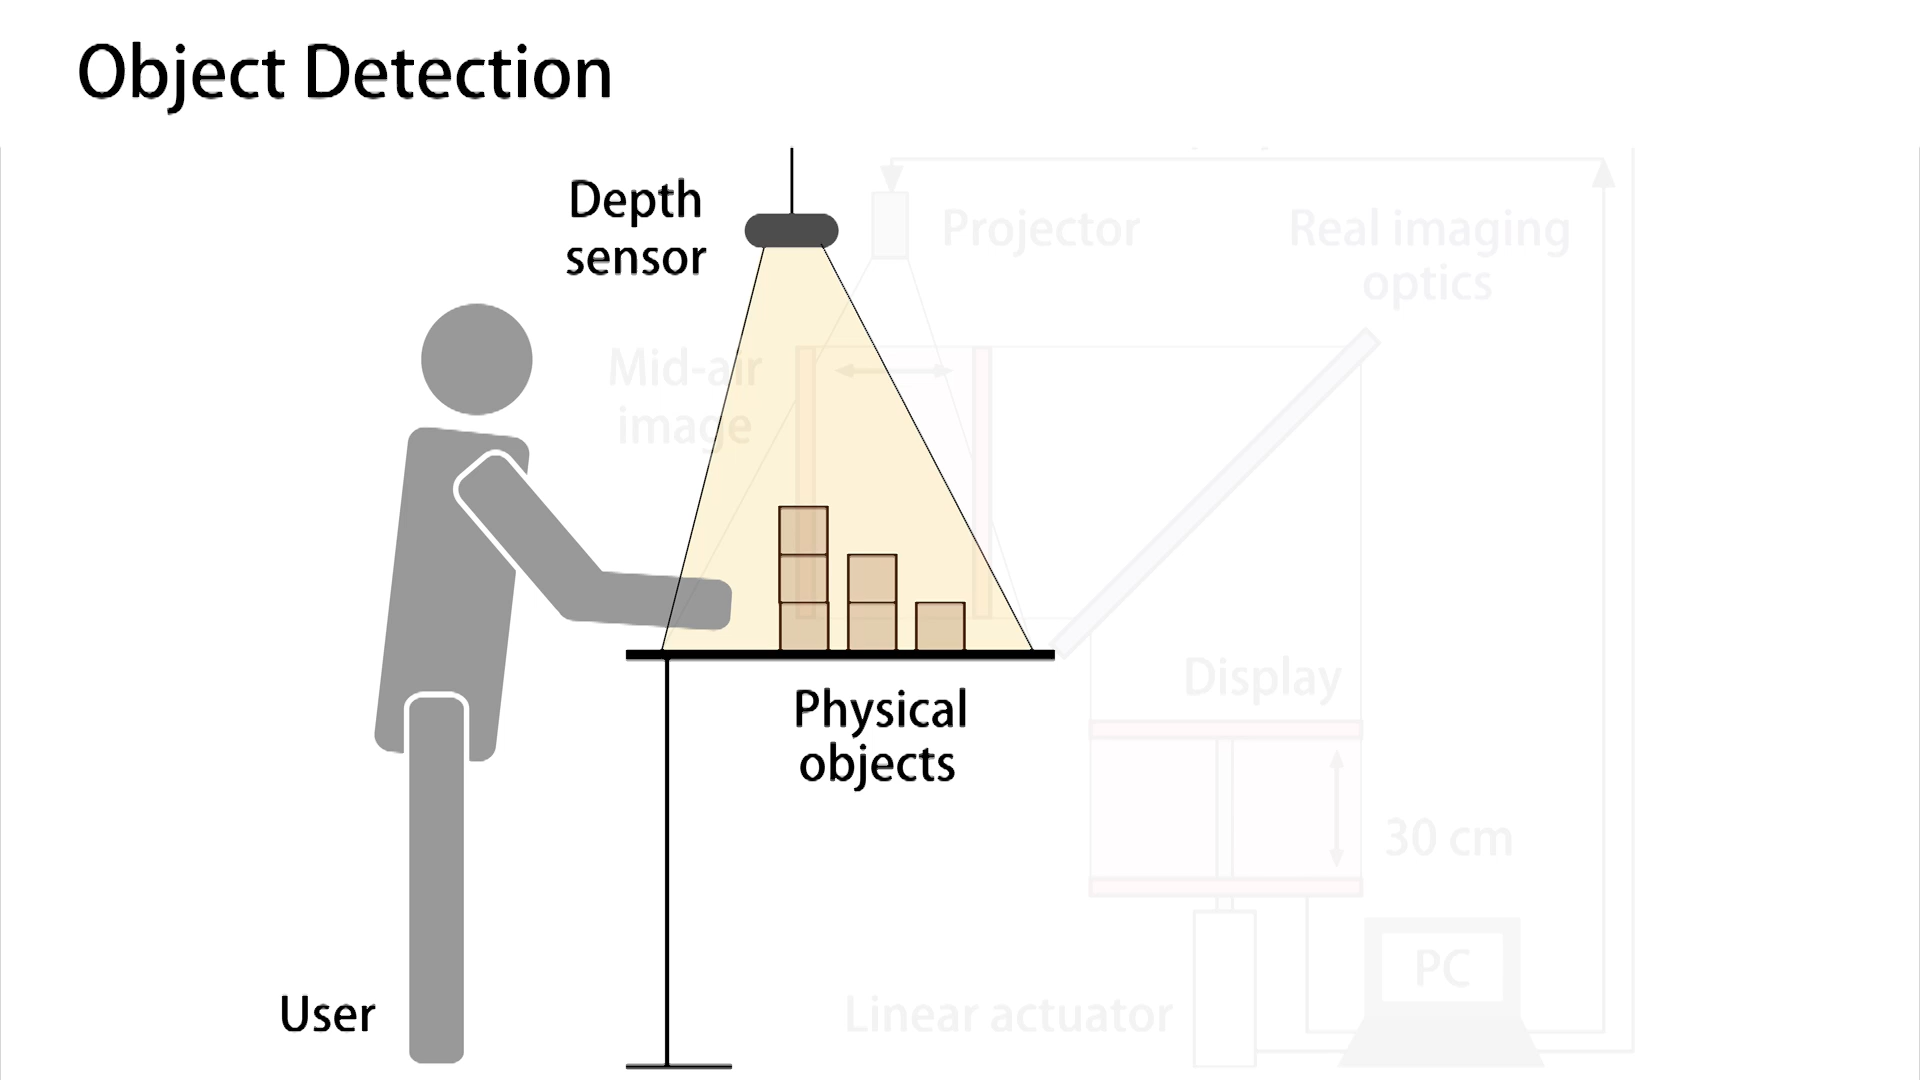 Object Detection
Depth
sensor
Projector
Real imaging
optics
Mid-air
image
Physical
objects
Display
30 cm
PC
User
Linear actuator